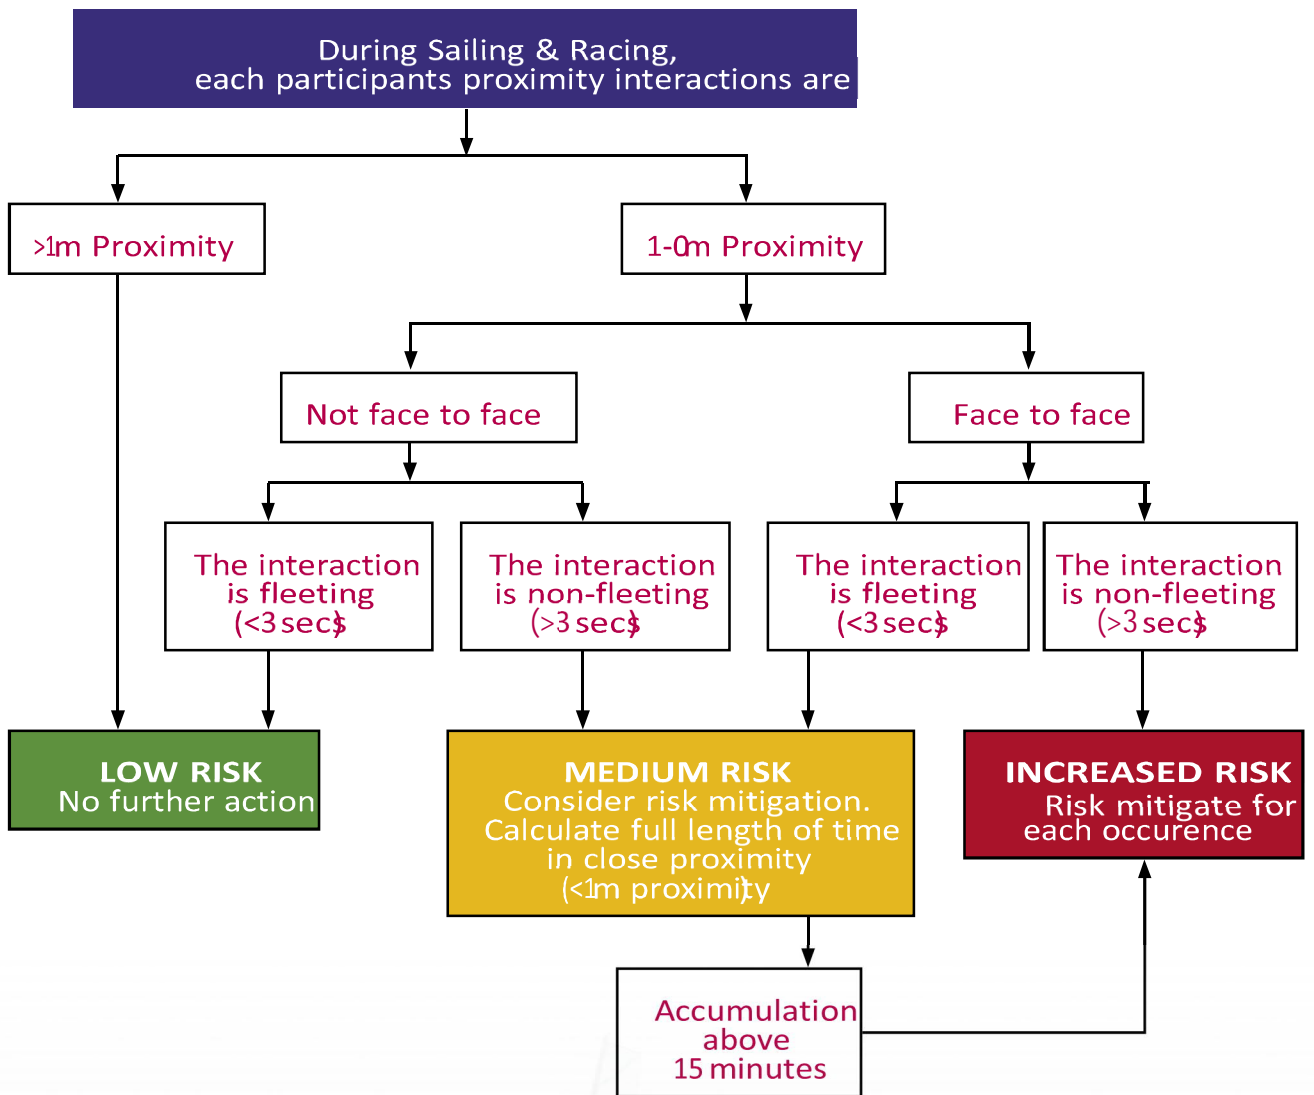 During Sailing & Racing,
each participants proximity interactions are
>1m Proximity
1-0m Proximity
Not face to face
Face to face
The interaction
is fleeting
(<3 secs)
The interaction
is non-fleeting
(>3 secs)
The interaction
is fleeting
(<3 secs)
The interaction
is non-fleeting
(>3 secs)
LOW RISK
No further action
MEDIUM RISK
Consider risk mitigation.
Calculate full length of time
in close proximity
(<1m proximity)
INCREASED RISK
Risk mitigate for
each occurence
Accumulation
above
15 minutes